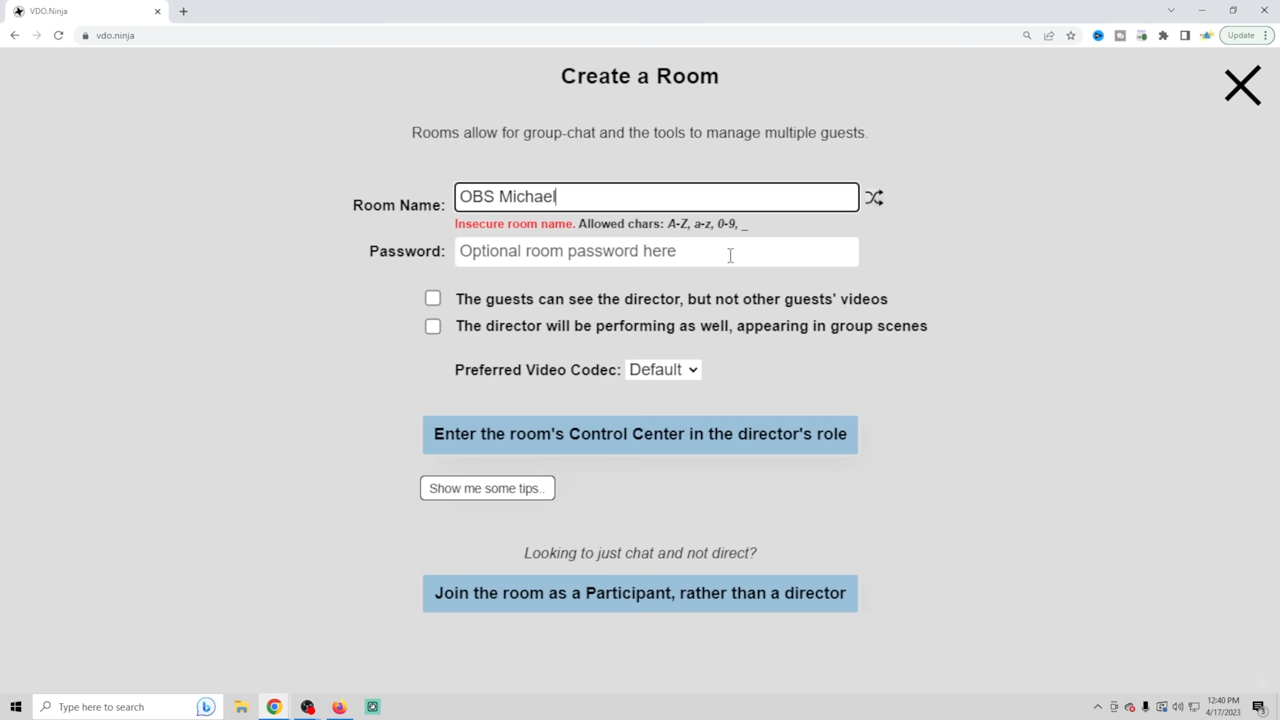 VDO.Ninja
vdo.ninja
Update
Create a Room
Rooms allow for group-chat and the tools to manage multiple guests.
Room Name: OBS Michael
Insecure room name. Allowed chars: A-Z, a-z, 0-9, _
Password: Optional room password here
The guests can see the director, but not other guests' videos
The director will be performing as well, appearing in group scenes
Preferred Video Codec: Default
Enter the room's Control Center in the director's role
Show me some tips..
Looking to just chat and not direct?
Join the room as a Participant, rather than a director
Type here to search
12:40 PM
4/17/2023